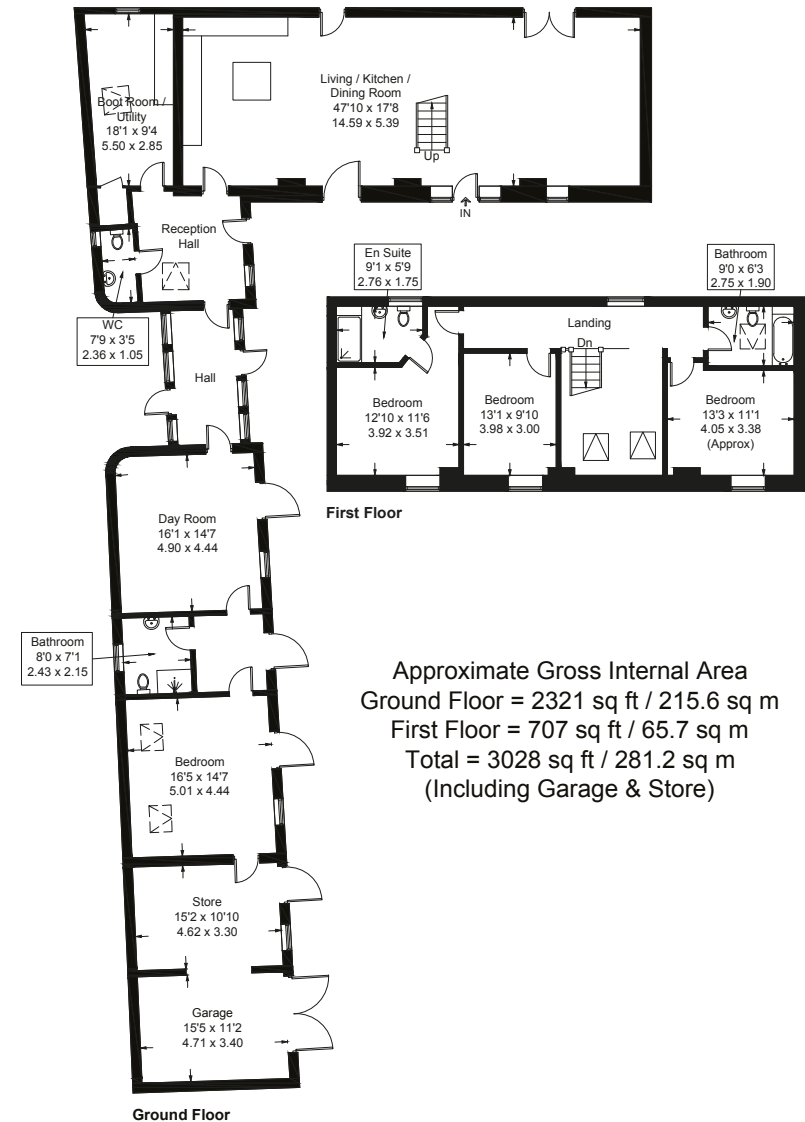 Boot Room /
Utility
18'1 x 9'4
5.50 x 2.85
Living / Kitchen /
Dining Room
47'10 x 17'8
14.59 x 5.39
Up
IN
Reception
Hall
WC
7'9 x 3'5
2.36 x 1.05
Hall
En Suite
9'1 x 5'9
2.76 x 1.75
Bathroom
9'0 x 6'3
2.75 x 1.90
Landing
Dn
Bedroom
12'10 x 11'6
3.92 x 3.51
Bedroom
13'1 x 9'10
3.98 x 3.00
Bedroom
13'3 x 11'1
4.05 x 3.38
(Approx)
First Floor
Day Room
16'1 x 14'7
4.90 x 4.44
Bathroom
8'0 x 7'1
2.43 x 2.15
Bedroom
16'5 x 14'7
5.01 x 4.44
Store
15'2 x 10'10
4.62 x 3.30
Garage
15'5 x 11'2
4.71 x 3.40
Ground Floor
Approximate Gross Internal Area
Ground Floor = 2321 sq ft / 215.6 sq m
First Floor = 707 sq ft / 65.7 sq m
Total = 3028 sq ft / 281.2 sq m
(Including Garage & Store)